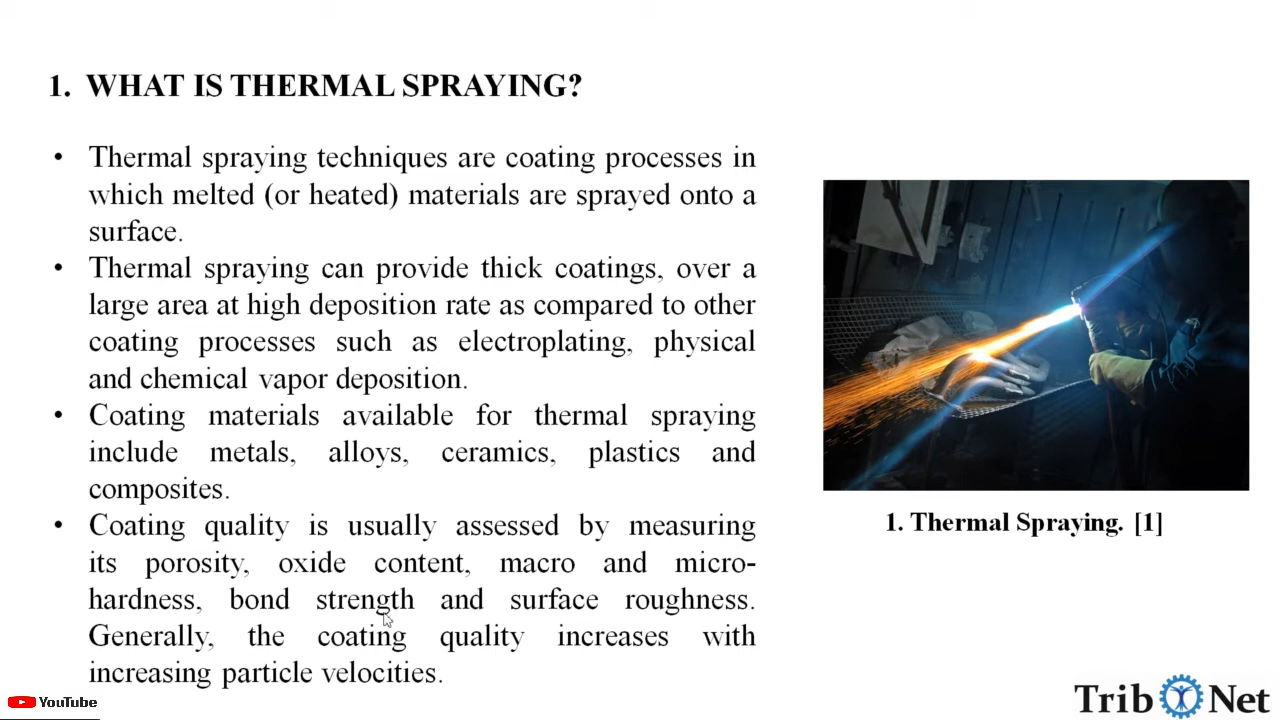 1. WHAT IS THERMAL SPRAYING?
• Thermal spraying techniques are coating processes in
which melted (or heated) materials are sprayed onto a
surface.
• Thermal spraying can provide thick coatings, over a
large area at high deposition rate as compared to other
coating processes such as electroplating, physical
and chemical vapor deposition.
• Coating materials available for thermal spraying
include metals, alloys, ceramics, plastics and
composites.
• Coating quality is usually assessed by measuring
its porosity, oxide content, macro and micro-
hardness, bond strength and surface roughness.
Generally, the coating quality increases with
increasing particle velocities.
1. Thermal Spraying. [1]
YouTube
Trib Net